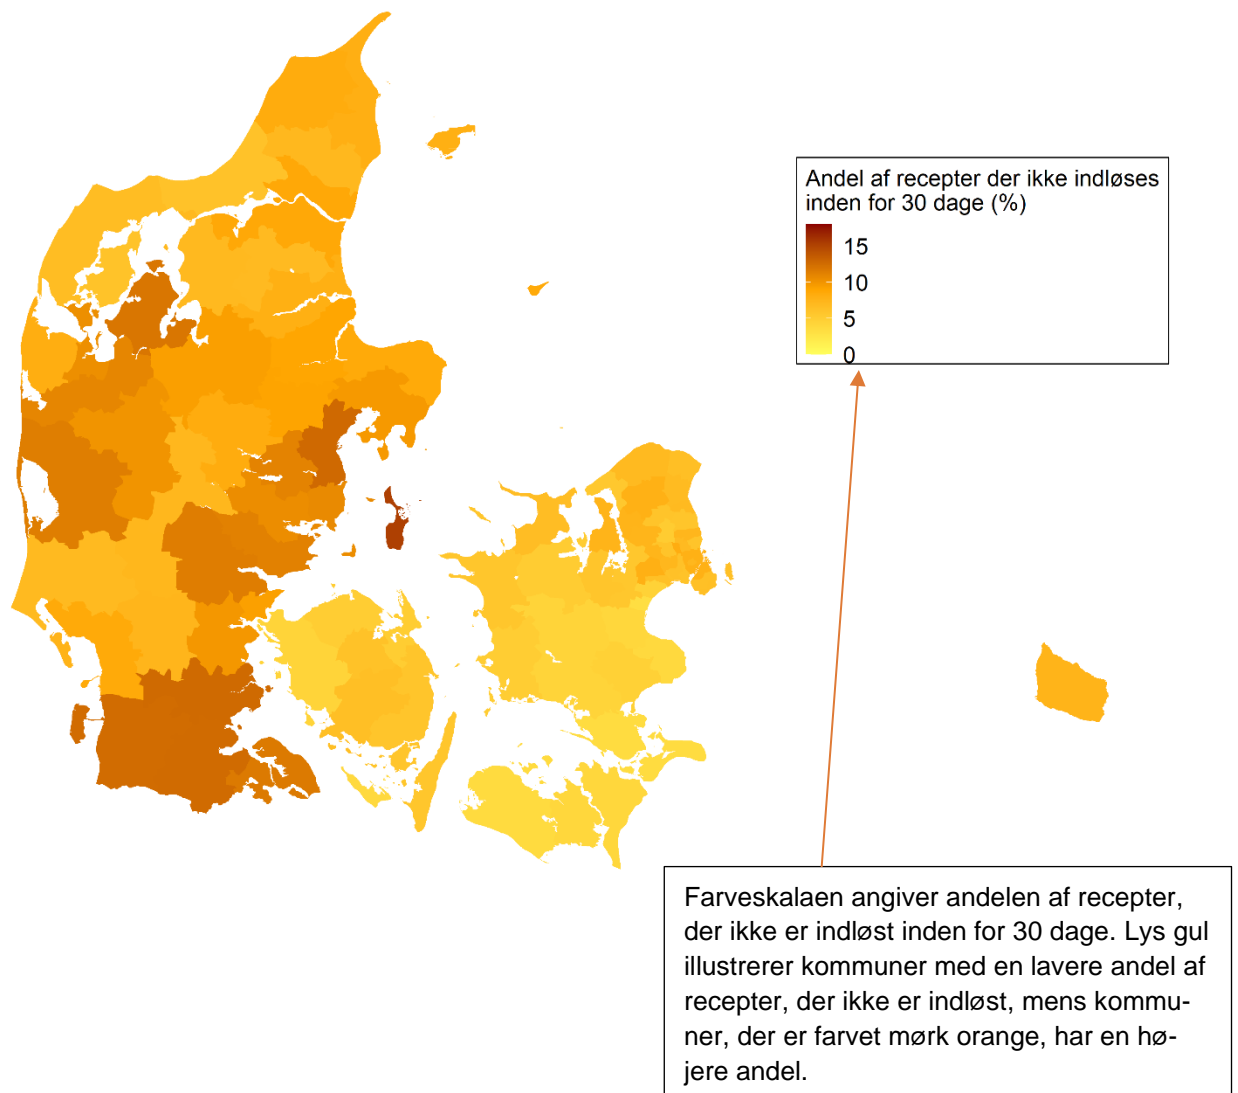 Andel af recepter der ikke indløses
inden for 30 dage (%)
15
10
5
0
Farveskalaen angiver andelen af recepter,
der ikke er indløst inden for 30 dage. Lys gul
illustrerer kommuner med en lavere andel af
recepter, der ikke er indløst, mens kommu-
ner, der er farvet mørk orange, har en hø-
jere andel.